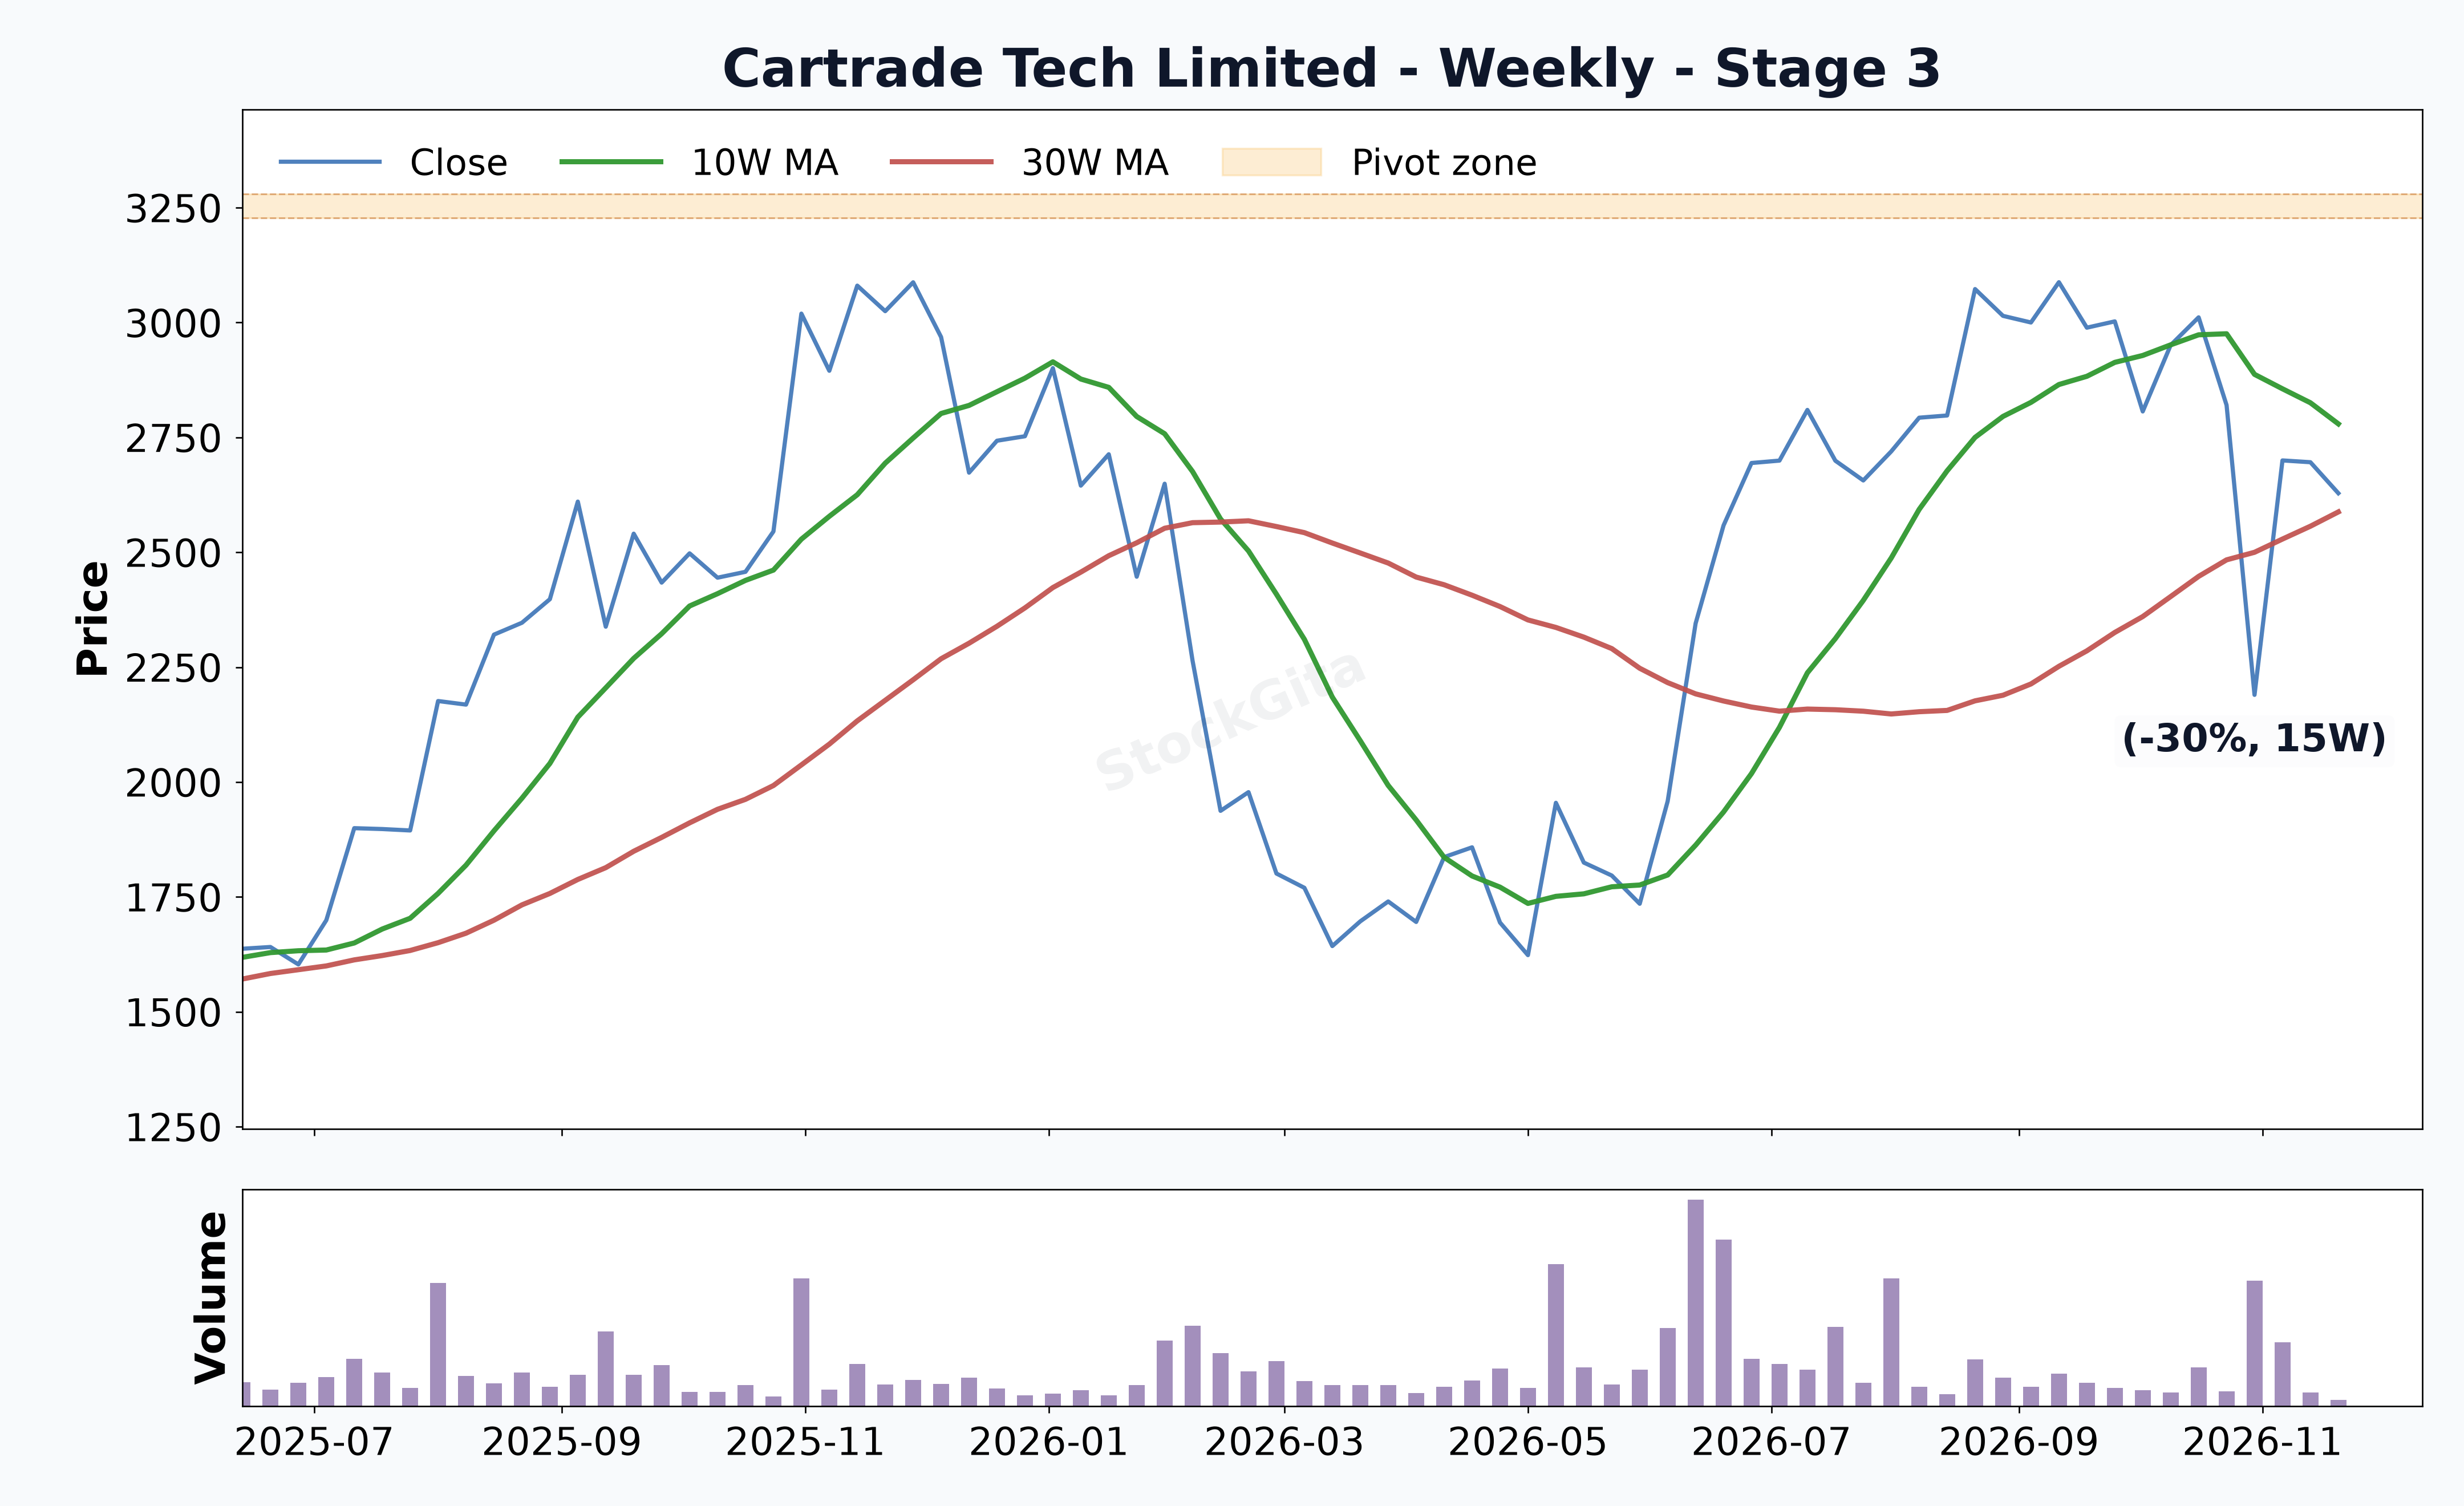 Cartrade Tech Limited - Weekly - Stage 3
Close 10W MA 30W MA Pivot zone
3250
3000
2750
2500
2250
2000
1750
1500
1250
Price
StockGita
(-30%, 15W)
Volume
2025-07 2025-09 2025-11 2026-01 2026-03 2026-05 2026-07 2026-09 2026-11